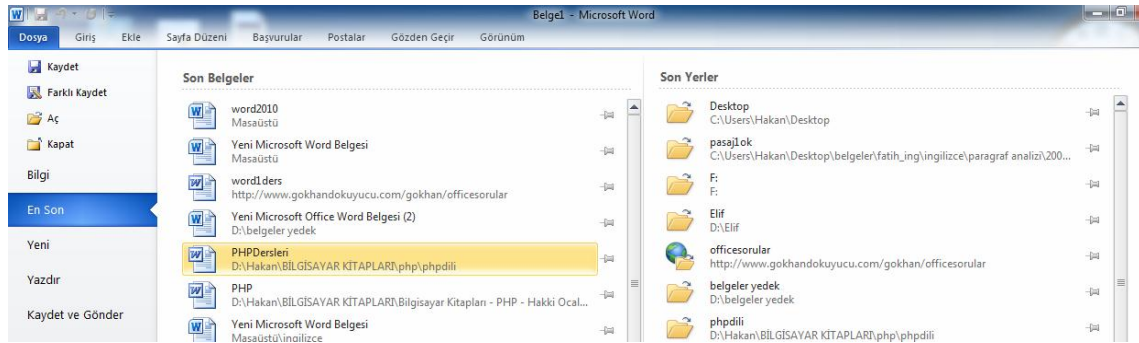 Belge1 - Microsoft Word
Dosya Giriş Ekle Sayfa Düzeni Başvurular Postalar Gözden Geçir Görünüm
Kaydet
Farklı Kaydet
Aç
Kapat
Bilgi
En Son
Yeni
Yazdır
Kaydet ve Gönder
Son Belgeler
word2010
Masaüstü
Yeni Microsoft Word Belgesi
Masaüstü
word1ders
http://www.gokhandokuyucu.com/gokhan/officesorular
Yeni Microsoft Office Word Belgesi (2)
D:\belgeler yedek
PHPDersleri
D:\Hakan\BİLGİSAYAR KİTAPLARI\php\phpdili
PHP
D:\Hakan\BİLGİSAYAR KİTAPLARI\Bilgisayar Kitapları - PHP - Hakki Ocal...
Yeni Microsoft Word Belgesi
Masaüstü\ingilizce
Son Yerler
Desktop
C:\Users\Hakan\Desktop
pasaj1ok
C:\Users\Hakan\Desktop\belgeler\fatih_ing\ingilizce\paragraf analizi\200...
F:
F:
Elif
D:\Elif
officesorular
http://www.gokhandokuyucu.com/gokhan/officesorular
belgeler yedek
D:\belgeler yedek
phpdili
D:\Hakan\BİLGİSAYAR KİTAPLARI\php\phpdili